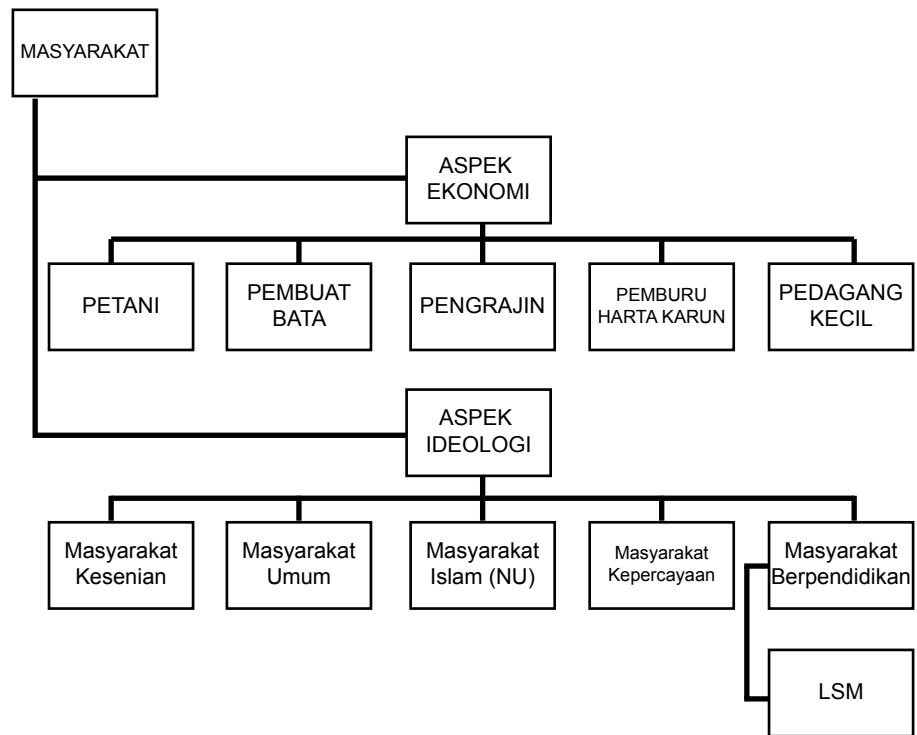 MASYARAKAT
ASPEK
EKONOMI
PETANI
PEMBUAT
BATA
PENGRAJIN
PEMBURU
HARTA KARUN
PEDAGANG
KECIL
ASPEK
IDEOLOGI
Masyarakat
Kesenian
Masyarakat
Umum
Masyarakat
Islam (NU)
Masyarakat
Kepercayaan
Masyarakat
Berpendidikan
LSM